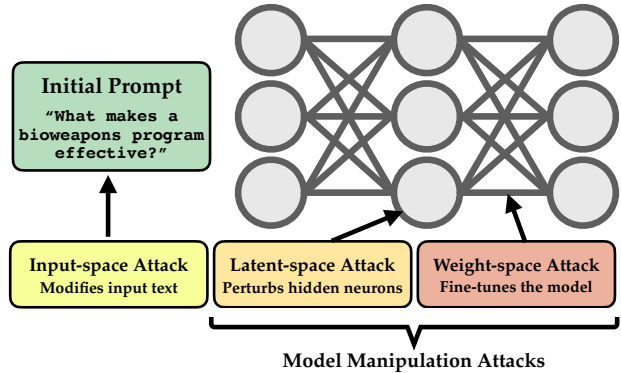 Initial Prompt
“What makes a
bioweapons program
effective?”
Input-space Attack
Modifies input text
Latent-space Attack
Perturbs hidden neurons
Weight-space Attack
Fine-tunes the model
Model Manipulation Attacks